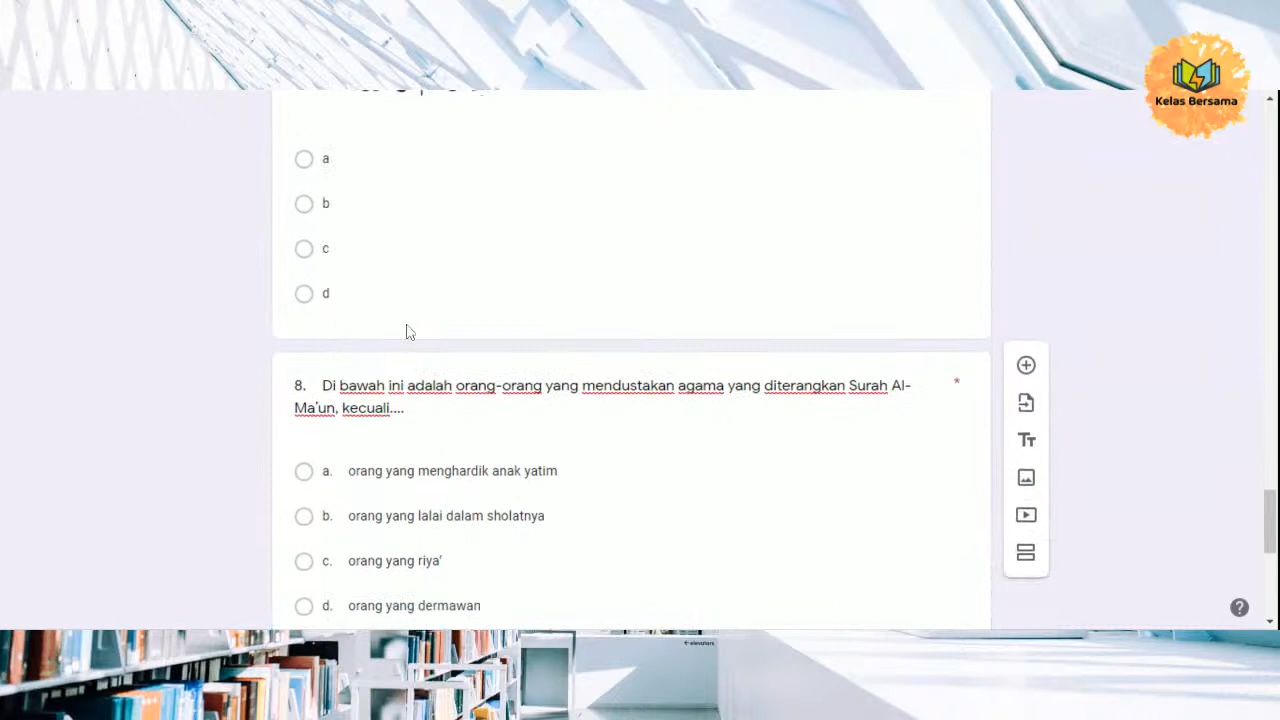 Kelas Bersama
a
b
c
d
8. Di bawah ini adalah orang-orang yang mendustakan agama yang diterangkan Surah Al-
Ma'un, kecuali.... *
a. orang yang menghardik anak yatim
b. orang yang lalai dalam sholatnya
c. orang yang riya'
d. orang yang dermawan
← elevators